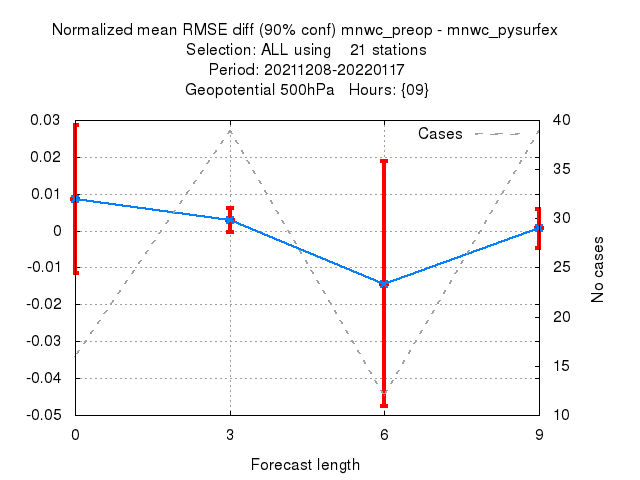 Normalized mean RMSE diff (90% conf) mnwc_preop - mnwc_pysurfex
Selection: ALL using    21 stations
Period: 20211208-20220117
Geopotential 500hPa   Hours: {09}
Cases
0.03
0.02
0.01
0
-0.01
-0.02
-0.03
-0.04
-0.05
40
35
30
25
20
15
10
No cases
0
3
6
9
Forecast length